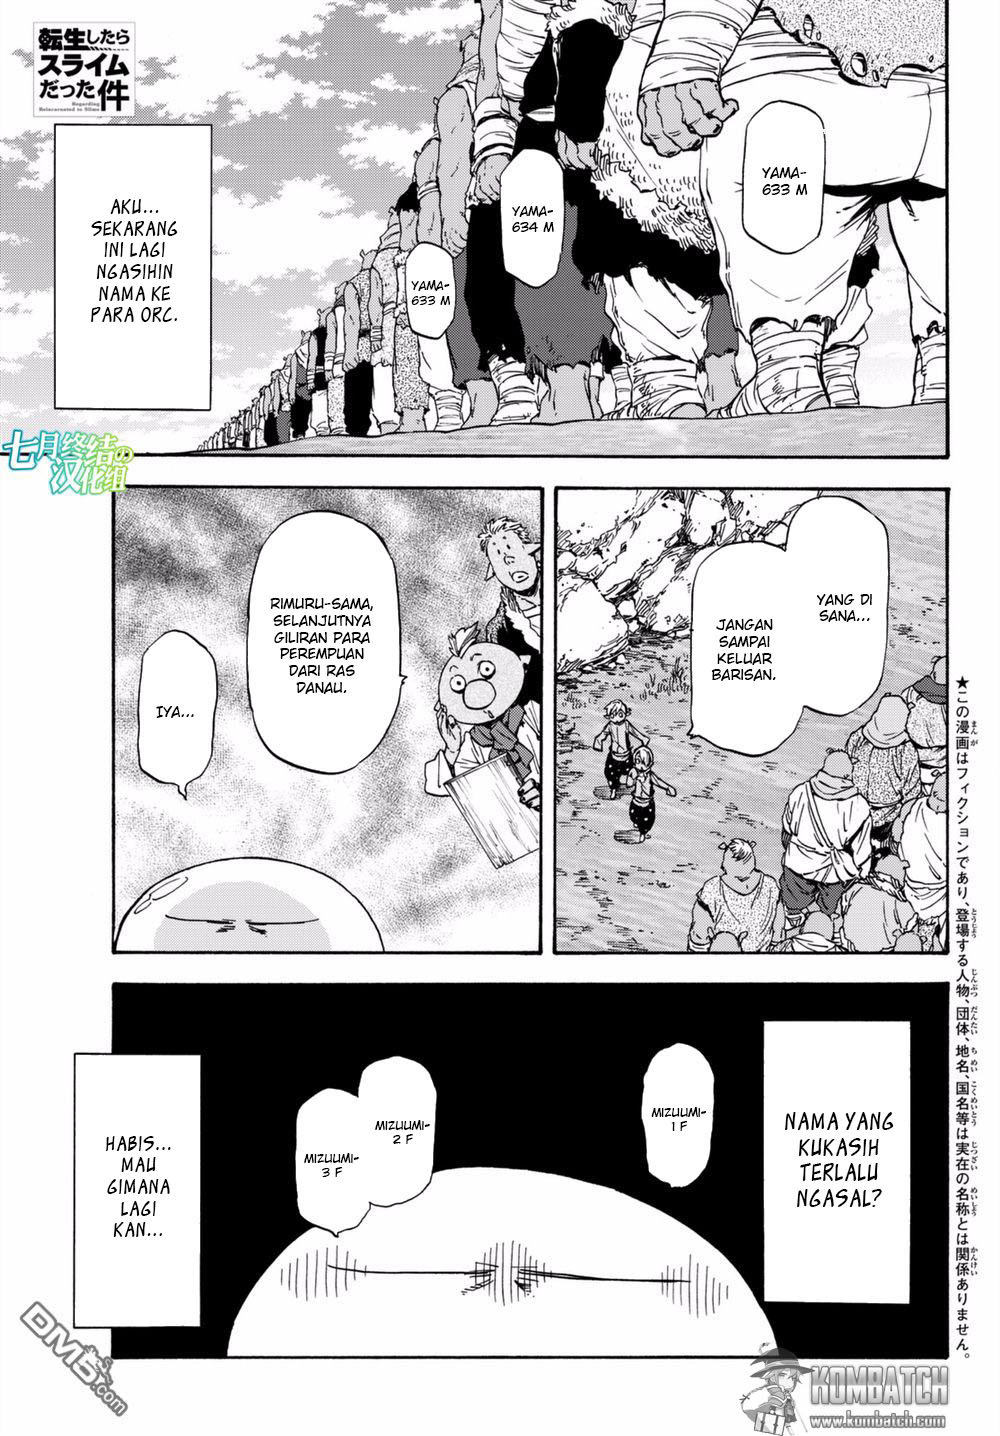 転生したら
スライム
だった件
Regarding
Reincarnated to Slime
YAMA-
633 M
YAMA-
634 M
YAMA-
633 M
AKU...
SEKARANG
INI LAGI
NGASIHIN
NAMA KE
PARA ORC.
七月终结の
汉化组
YANG DI
SANA...
JANGAN
SAMPAI
KELUAR
BARISAN.
RIMURU-SAMA,
SELANJUTNYA
GILIRAN PARA
PEREMPUAN
DARI RAS
DANAU.
IYA...
★この漫画はフィクションであり、登場する人物、団体、地名、国名等は実在の名称とは関係ありません。
NAMA YANG
KUKASIH
TERLALU
NGASAL?
MIZUUMI-
1 F
MIZUUMI-
2 F
MIZUUMI-
3 F
HABIS...
MAU
GIMANA
LAGI
KAN...
KOMBATCH
www.kombatch.com